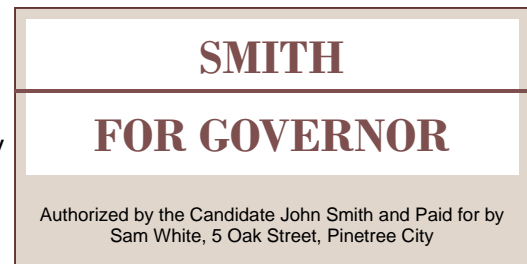 SMITH
FOR GOVERNOR
Authorized by the Candidate John Smith and Paid for by
Sam White, 5 Oak Street, Pinetree City